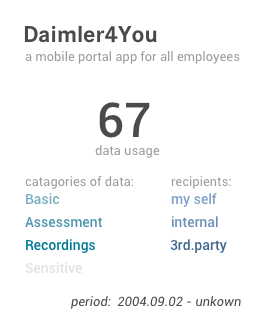 Daimler4You
a mobile portal app for all employees
67
data usage
catagories of data: recipients:
Basic my self
Assessment internal
Recordings 3rd.party
Sensitive
period: 2004.09.02 - unkown